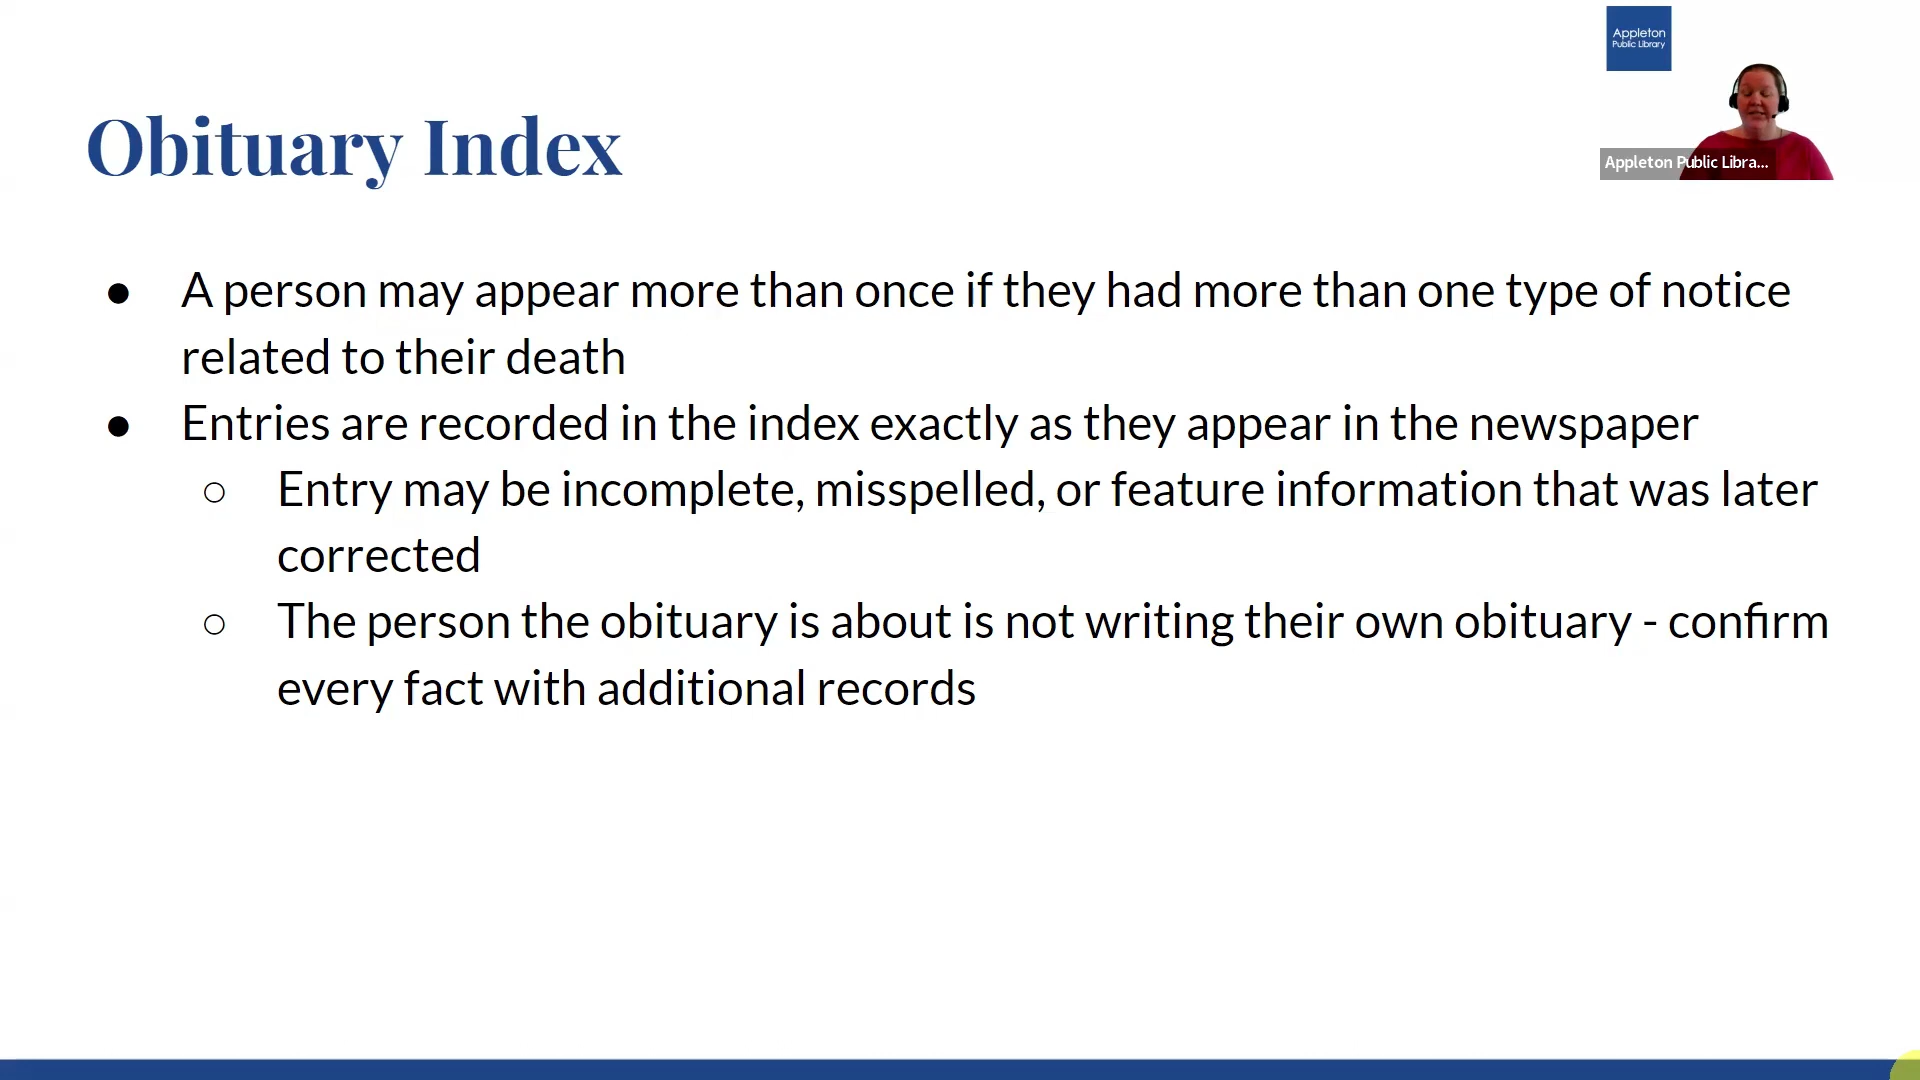 Appleton
Public Library
Obituary Index
Appleton Public Libra...
● A person may appear more than once if they had more than one type of notice
related to their death
● Entries are recorded in the index exactly as they appear in the newspaper
○ Entry may be incomplete, misspelled, or feature information that was later
corrected
○ The person the obituary is about is not writing their own obituary - confirm
every fact with additional records